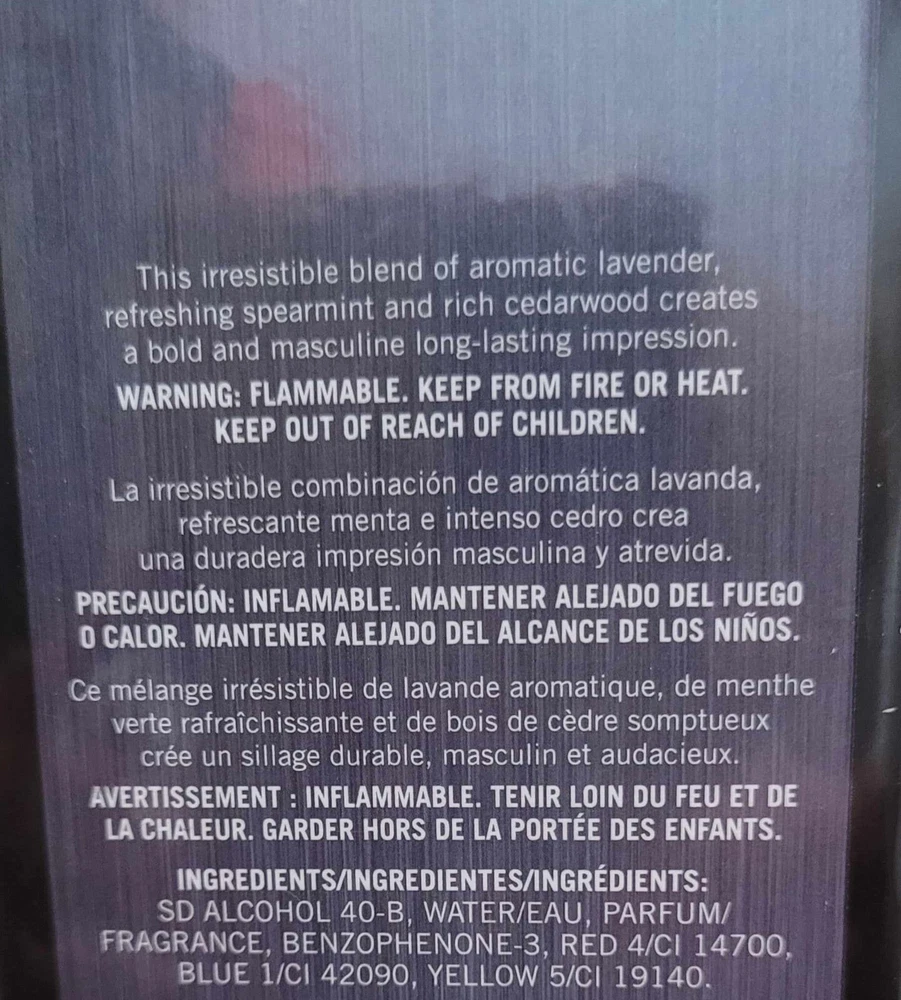 This irresistible blend of aromatic lavender,
refreshing spearmint and rich cedarwood creates
a bold and masculine long-lasting impression.
WARNING: FLAMMABLE. KEEP FROM FIRE OR HEAT.
KEEP OUT OF REACH OF CHILDREN.
La irresistible combinación de aromática lavanda,
refrescante menta e intenso cedro crea
una duradera impresión masculina y atrevida.
PRECAUCIÓN: INFLAMABLE. MANTENER ALEJADO DEL FUEGO
O CALOR. MANTENER ALEJADO DEL ALCANCE DE LOS NIÑOS.
Ce mélange irrésistible de lavande aromatique, de menthe
verte rafraîchissante et de bois de cèdre somptueux
crée un sillage durable, masculin et audacieux.
AVERTISSEMENT : INFLAMMABLE. TENIR LOIN DU FEU ET DE
LA CHALEUR. GARDER HORS DE LA PORTÉE DES ENFANTS.
INGREDIENTS/INGREDIENTES/INGRÉDIENTS:
SD ALCOHOL 40-B, WATER/EAU, PARFUM/
FRAGRANCE, BENZOPHENONE-3, RED 4/CI 14700,
BLUE 1/CI 42090, YELLOW 5/CI 19140.